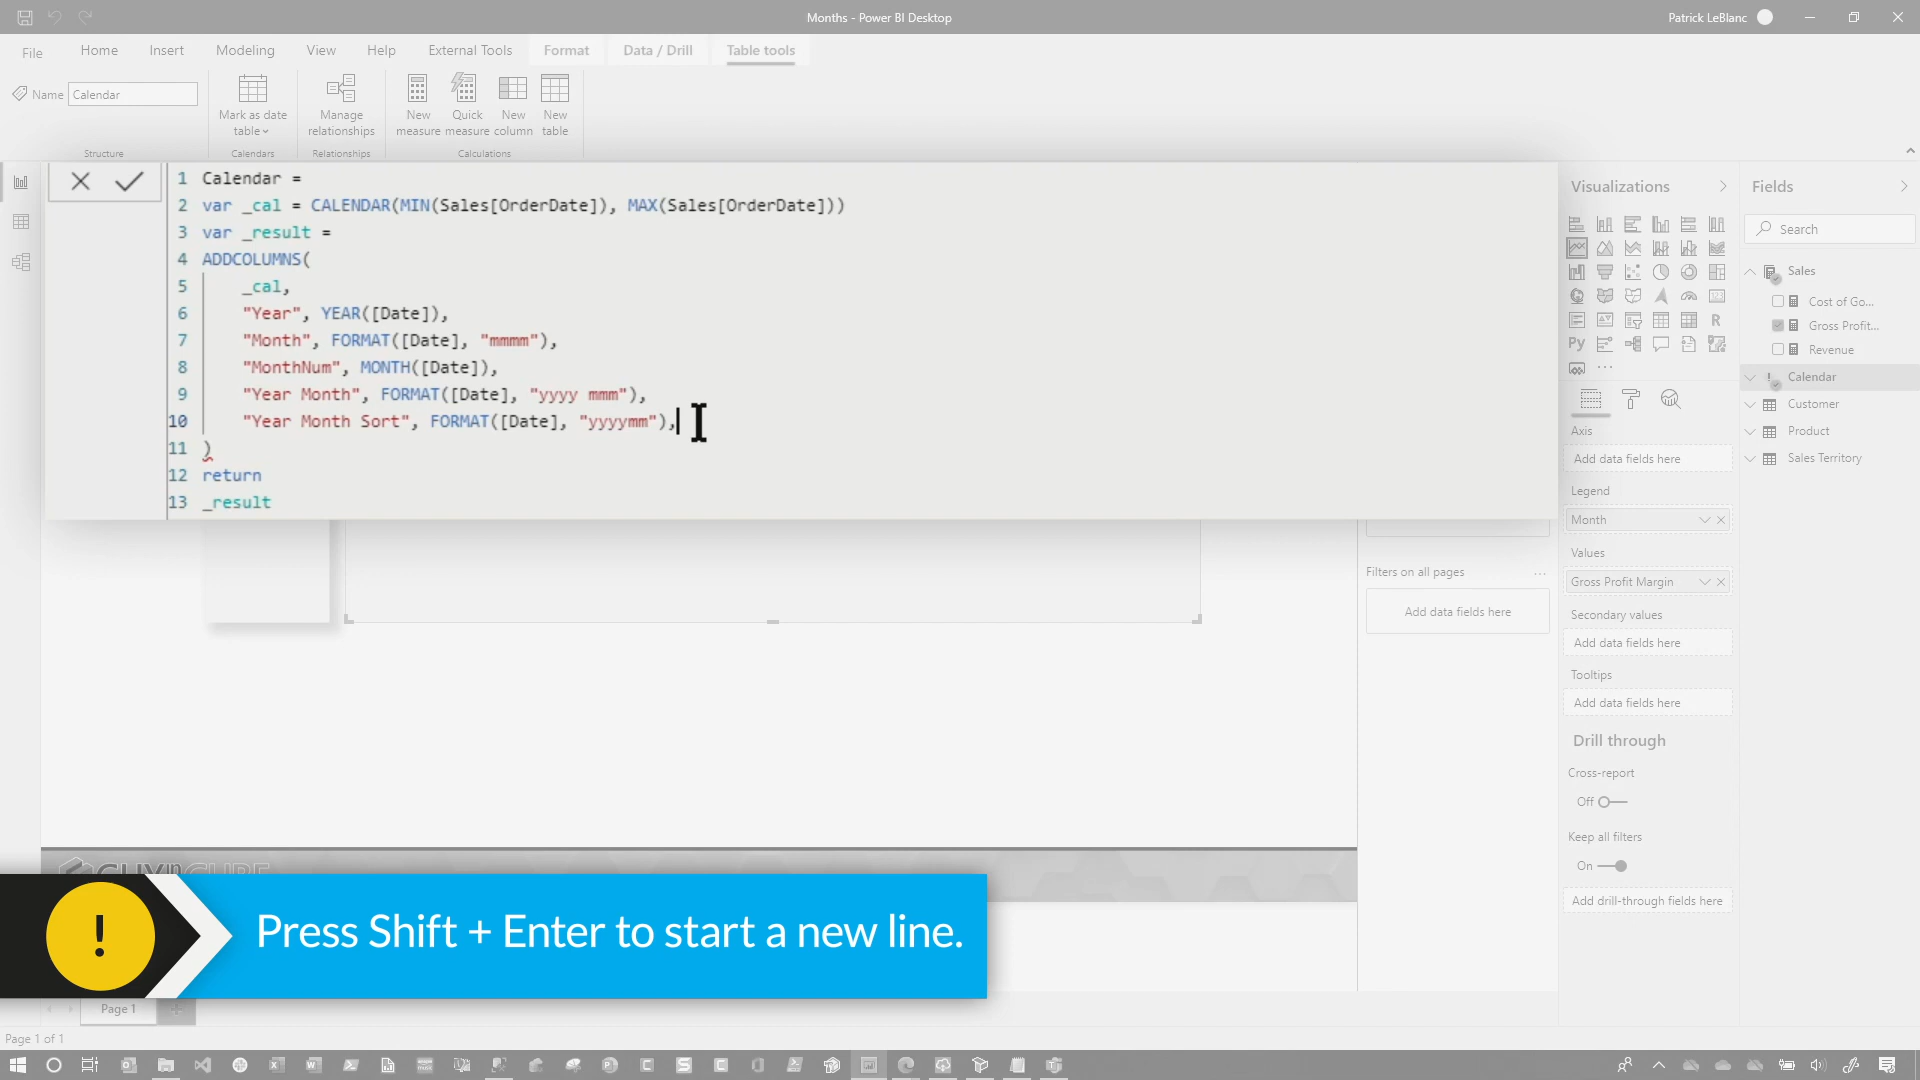 Months - Power BI Desktop
Patrick LeBlanc
File
Home
Insert
Modeling
View
Help
External Tools
Format
Data / Drill
Table tools
Name
Calendar
Mark as date
table
Manage
relationships
New
measure
Quick
measure
New
column
New
table
Structure
Calendars
Relationships
Calculations
1 Calendar =
2 var _cal = CALENDAR(MIN(Sales[OrderDate]), MAX(Sales[OrderDate]))
3 var _result =
4 ADDCOLUMNS(
5 _cal,
6 "Year", YEAR([Date]),
7 "Month", FORMAT([Date], "mmmm"),
8 "MonthNum", MONTH([Date]),
9 "Year Month", FORMAT([Date], "yyyy mmm"),
10 "Year Month Sort", FORMAT([Date], "yyyymm"),
11 )
12 return
13 _result
Filters on all pages
...
Add data fields here
Visualizations
R
Py
...
Axis
Add data fields here
Legend
Month
Values
Gross Profit Margin
Secondary values
Add data fields here
Tooltips
Add data fields here
Drill through
Cross-report
Off
Keep all filters
On
Add drill-through fields here
Fields
Search
Sales
Cost of Go...
Gross Profit...
Revenue
Calendar
Customer
Product
Sales Territory
! Press Shift + Enter to start a new line.
Page 1
Page 1 of 1